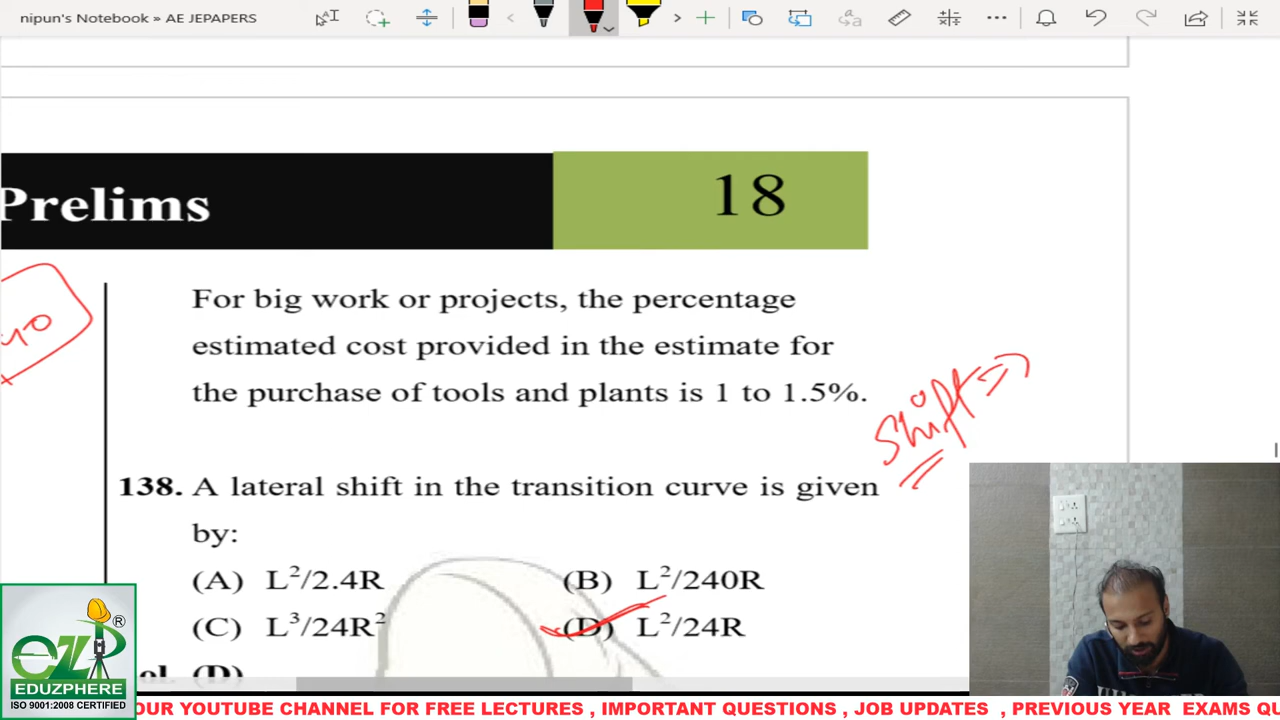 nipun's Notebook » AE JEPAPERS
Prelims
18
40
For big work or projects, the percentage
estimated cost provided in the estimate for
the purchase of tools and plants is 1 to 1.5%.
Shift =>
138. A lateral shift in the transition curve is given
by:
(A) L²/2.4R (B) L²/240R
(C) L³/24R² (D) L²/24R
ol. (D)
EZP ®
EDUZPHERE
ISO 9001:2008 CERTIFIED
OUR YOUTUBE CHANNEL FOR FREE LECTURES , IMPORTANT QUESTIONS , JOB UPDATES , PREVIOUS YEAR EXAMS QU